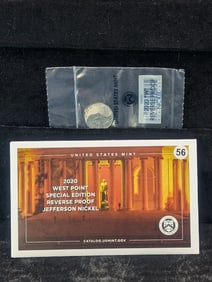 UNITED STATES MINT
56
2020
WEST POINT
SPECIAL EDITION
REVERSE PROOF
JEFFERSON NICKEL
CATALOG.USMINT.GOV